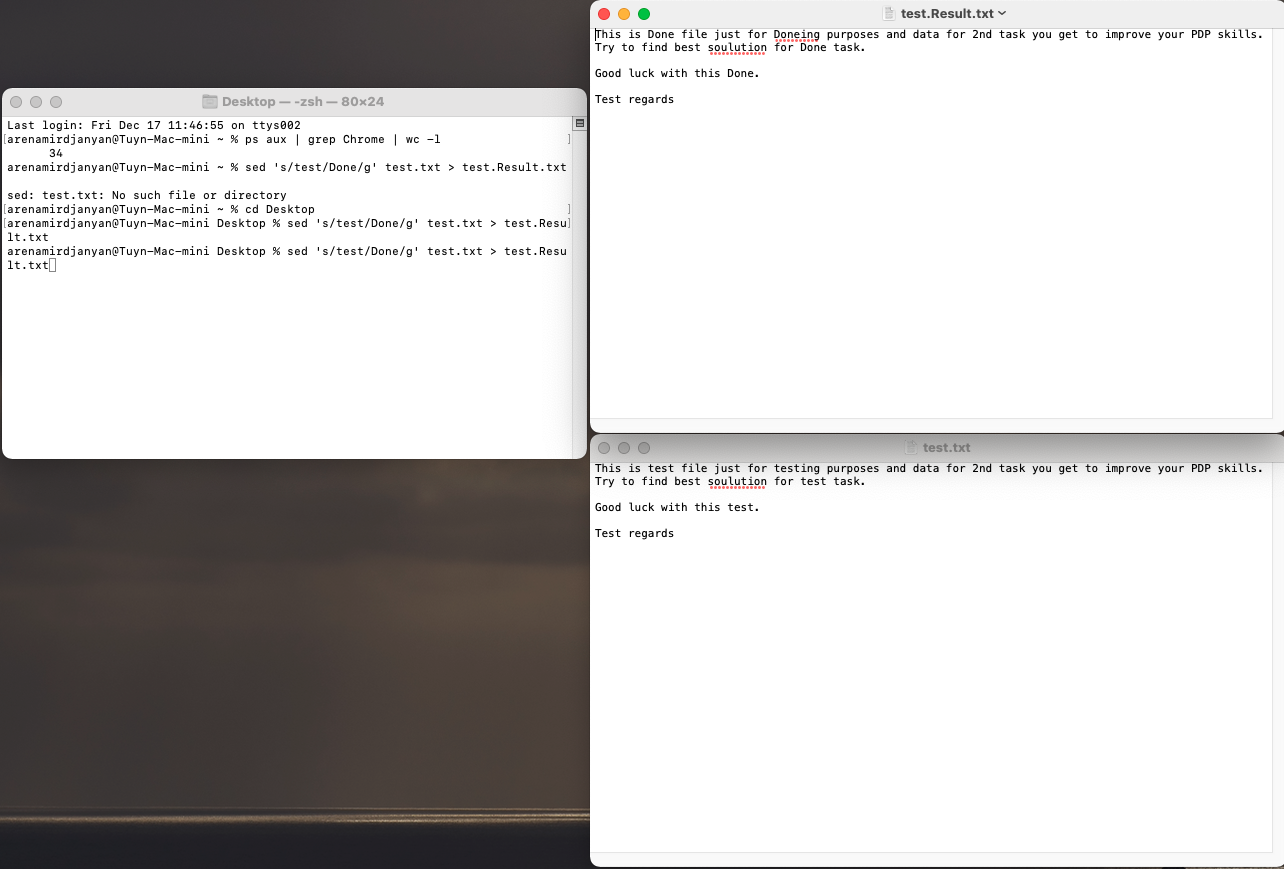 Desktop — -zsh — 80×24
Last login: Fri Dec 17 11:46:55 on ttys002
[arenamirdjanyan@Tuyn-Mac-mini ~ % ps aux | grep Chrome | wc -l ]
34
arenamirdjanyan@Tuyn-Mac-mini ~ % sed 's/test/Done/g' test.txt > test.Result.txt
sed: test.txt: No such file or directory
[arenamirdjanyan@Tuyn-Mac-mini ~ % cd Desktop ]
[arenamirdjanyan@Tuyn-Mac-mini Desktop % sed 's/test/Done/g' test.txt > test.Resu]
lt.txt
arenamirdjanyan@Tuyn-Mac-mini Desktop % sed 's/test/Done/g' test.txt > test.Resu
lt.txt
test.Result.txt
This is Done file just for Doneing purposes and data for 2nd task you get to improve your PDP skills.
Try to find best soulution for Done task.
Good luck with this Done.
Test regards
test.txt
This is test file just for testing purposes and data for 2nd task you get to improve your PDP skills.
Try to find best soulution for test task.
Good luck with this test.
Test regards